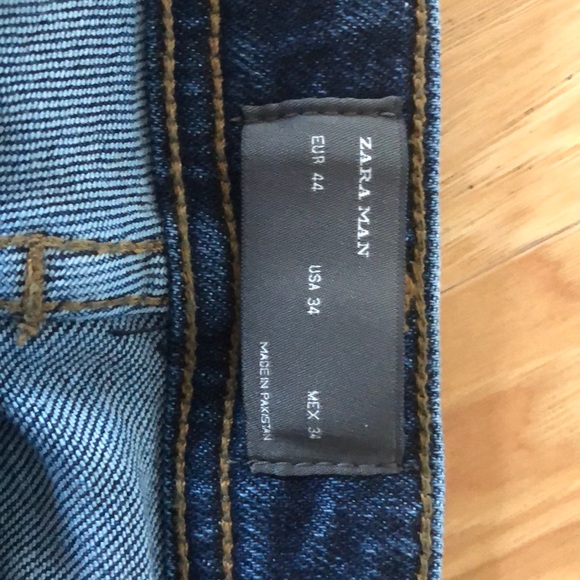 ZARA MAN
EUR 44 USA 34 MEX 34
MADE IN PAKISTAN